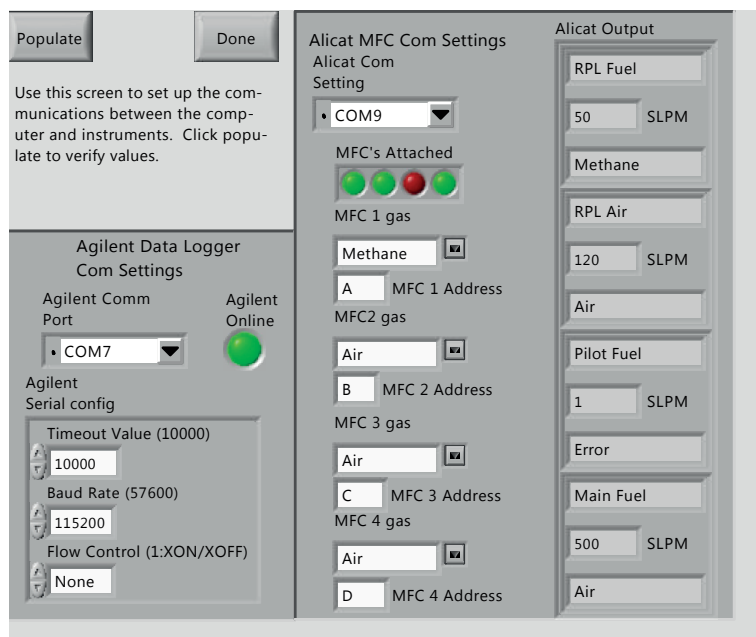 Populate
Done
Use this screen to set up the com-
munications between the comp-
uter and instruments. Click popu-
late to verify values.
Agilent Data Logger
Com Settings
Agilent Comm
Port
Agilent
Online
COM7
Agilent
Serial config
Timeout Value (10000)
10000
Baud Rate (57600)
115200
Flow Control (1:XON/XOFF)
None
Alicat MFC Com Settings
Alicat Com
Setting
COM9
MFC's Attached
MFC 1 gas
Methane
A MFC 1 Address
MFC2 gas
Air
B MFC 2 Address
MFC 3 gas
Air
C MFC 3 Address
MFC 4 gas
Air
D MFC 4 Address
Alicat Output
RPL Fuel
50 SLPM
Methane
RPL Air
120 SLPM
Air
Pilot Fuel
1 SLPM
Error
Main Fuel
500 SLPM
Air